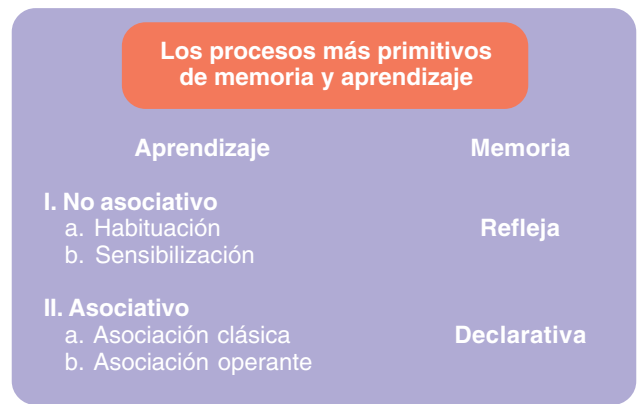 Los procesos más primitivos
de memoria y aprendizaje
Aprendizaje Memoria
I. No asociativo
a. Habituación Refleja
b. Sensibilización
II. Asociativo
a. Asociación clásica Declarativa
b. Asociación operante